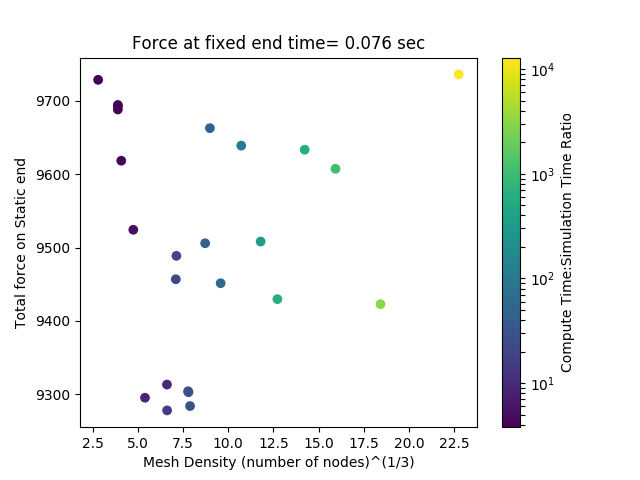 Force at fixed end time= 0.076 sec
9700
9600
9500
9400
9300
Total force on Static end
2.5 5.0 7.5 10.0 12.5 15.0 17.5 20.0 22.5
Mesh Density (number of nodes)^(1/3)
10^4
10^3
10^2
10^1
Compute Time:Simulation Time Ratio